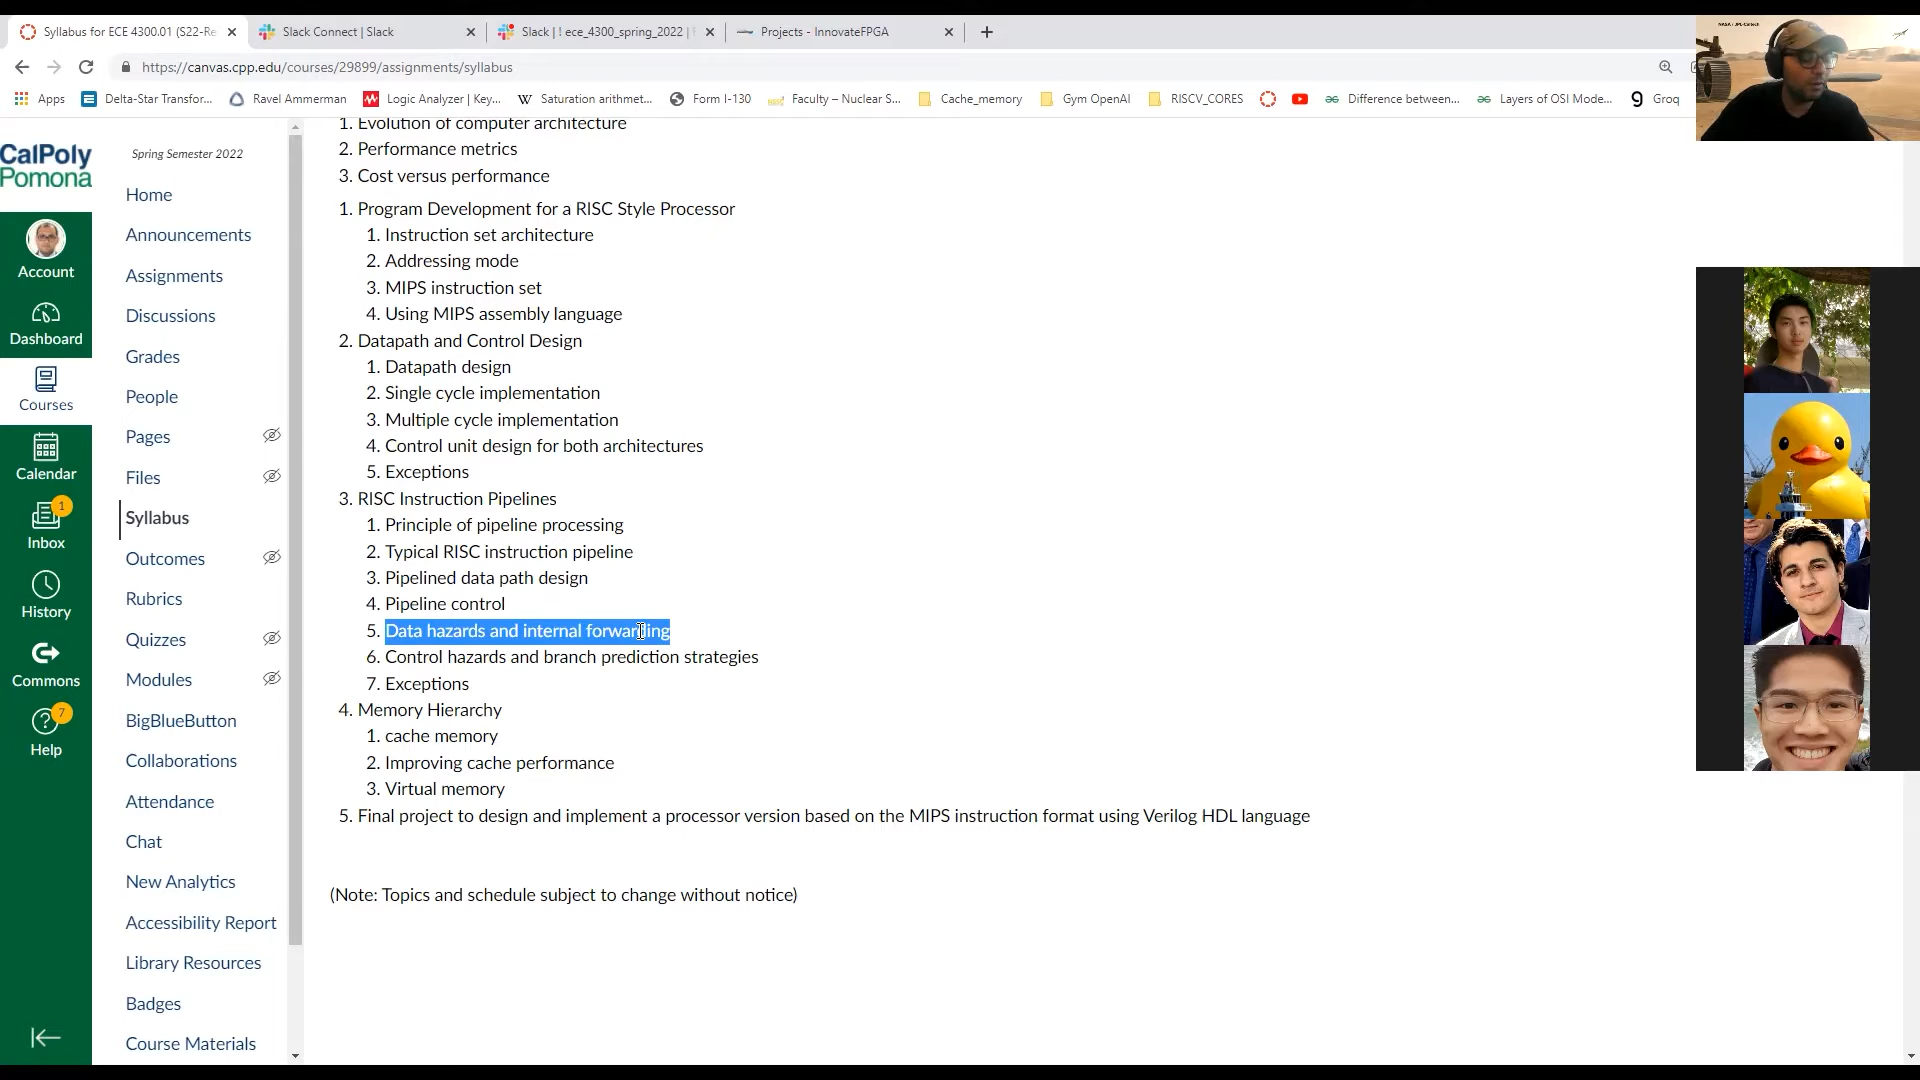 Syllabus for ECE 4300.01 (S22-Re
Slack Connect | Slack
Slack | ! ece_4300_spring_2022 |
Projects - InnovateFPGA
https://canvas.cpp.edu/courses/29899/assignments/syllabus
Apps
Delta-Star Transfor...
Ravel Ammerman
Logic Analyzer | Key...
W Saturation arithmet...
Form I-130
Faculty – Nuclear S...
Cache_memory
Gym OpenAI
RISCV_CORES
Difference between...
Layers of OSI Mode...
g Groq
NASA / JPL-Caltech
CalPoly
Pomona
Account
Dashboard
Courses
Calendar
1
Inbox
History
Commons
7
Help
Spring Semester 2022
Home
Announcements
Assignments
Discussions
Grades
People
Pages
Files
Syllabus
Outcomes
Rubrics
Quizzes
Modules
BigBlueButton
Collaborations
Attendance
Chat
New Analytics
Accessibility Report
Library Resources
Badges
Course Materials
1. Evolution of computer architecture
2. Performance metrics
3. Cost versus performance
1. Program Development for a RISC Style Processor
1. Instruction set architecture
2. Addressing mode
3. MIPS instruction set
4. Using MIPS assembly language
2. Datapath and Control Design
1. Datapath design
2. Single cycle implementation
3. Multiple cycle implementation
4. Control unit design for both architectures
5. Exceptions
3. RISC Instruction Pipelines
1. Principle of pipeline processing
2. Typical RISC instruction pipeline
3. Pipelined data path design
4. Pipeline control
5. Data hazards and internal forwarding
6. Control hazards and branch prediction strategies
7. Exceptions
4. Memory Hierarchy
1. cache memory
2. Improving cache performance
3. Virtual memory
5. Final project to design and implement a processor version based on the MIPS instruction format using Verilog HDL language
(Note: Topics and schedule subject to change without notice)